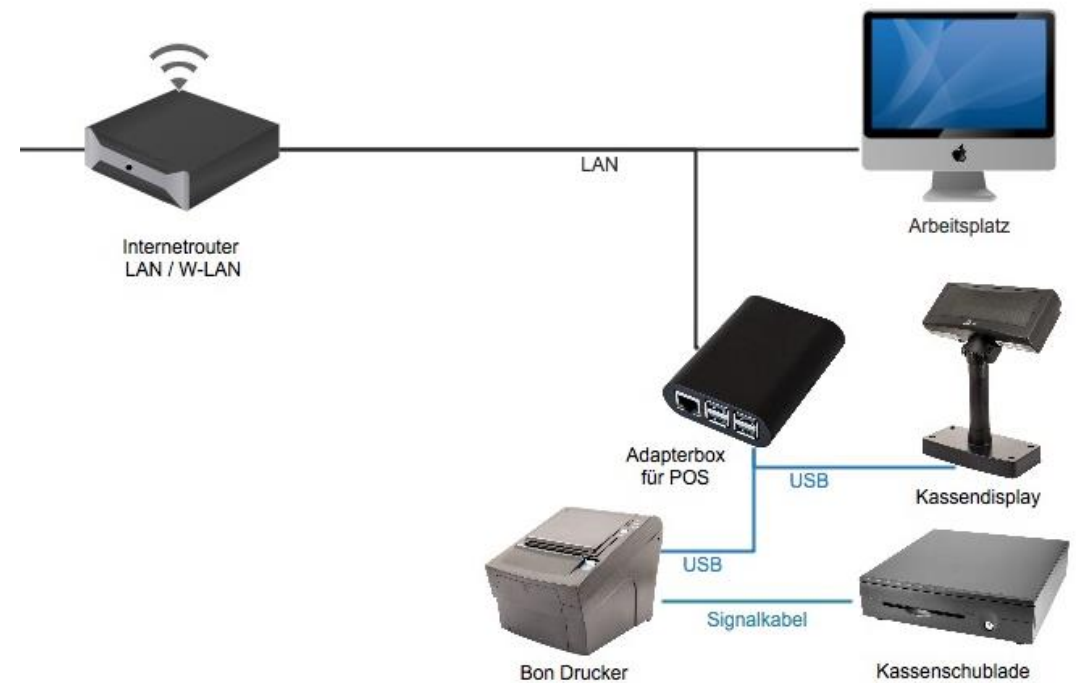 LAN
Arbeitsplatz
Internetrouter
LAN / W-LAN
Adapterbox
für POS
USB
Kassendisplay
USB
Signalkabel
Bon Drucker
Kassenschublade